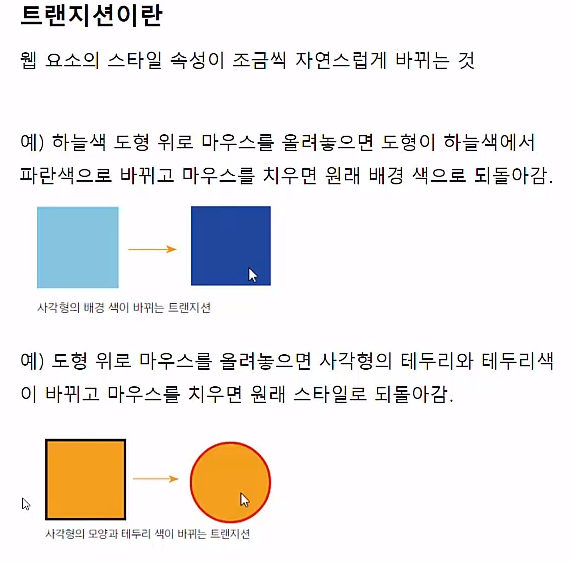 트랜지션이란
웹 요소의 스타일 속성이 조금씩 자연스럽게 바뀌는 것
예) 하늘색 도형 위로 마우스를 올려놓으면 도형이 하늘색에서
파란색으로 바뀌고 마우스를 치우면 원래 배경 색으로 되돌아감.
사각형의 배경 색이 바뀌는 트랜지션
예) 도형 위로 마우스를 올려놓으면 사각형의 테두리와 테두리색
이 바뀌고 마우스를 치우면 원래 스타일로 되돌아감.
사각형의 모양과 테두리 색이 바뀌는 트랜지션